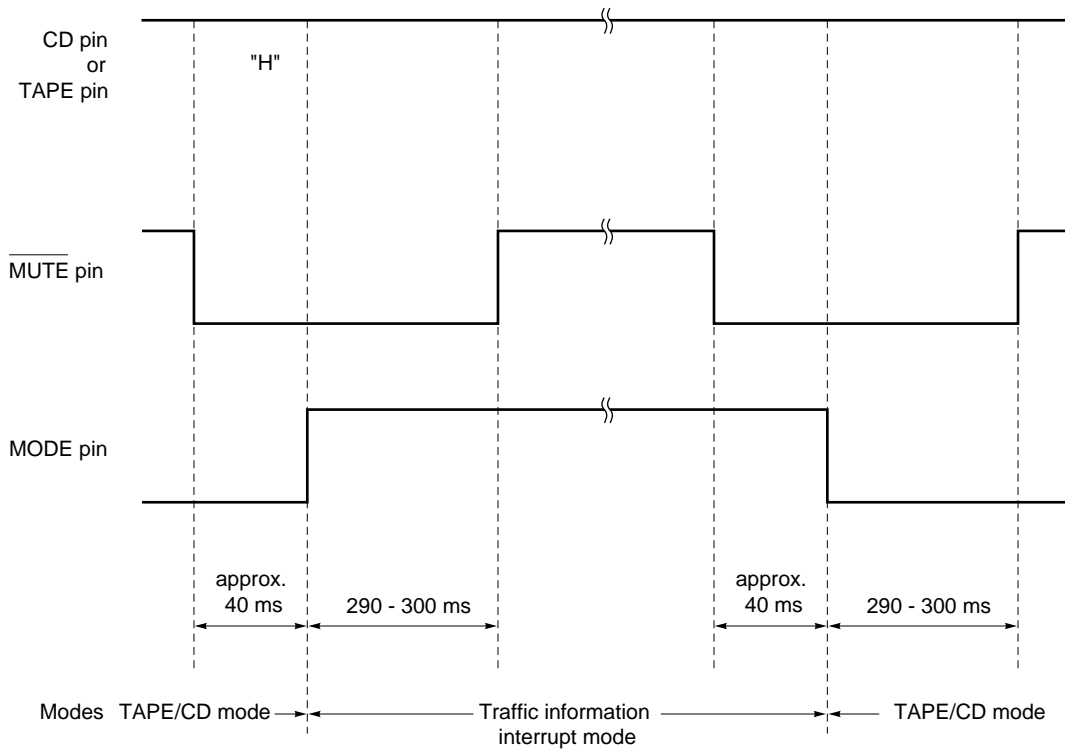 CD pin
or
TAPE pin
"H"
MUTE pin
MODE pin
approx.
40 ms
290 - 300 ms
approx.
40 ms
290 - 300 ms
Modes TAPE/CD mode
Traffic information
interrupt mode
TAPE/CD mode